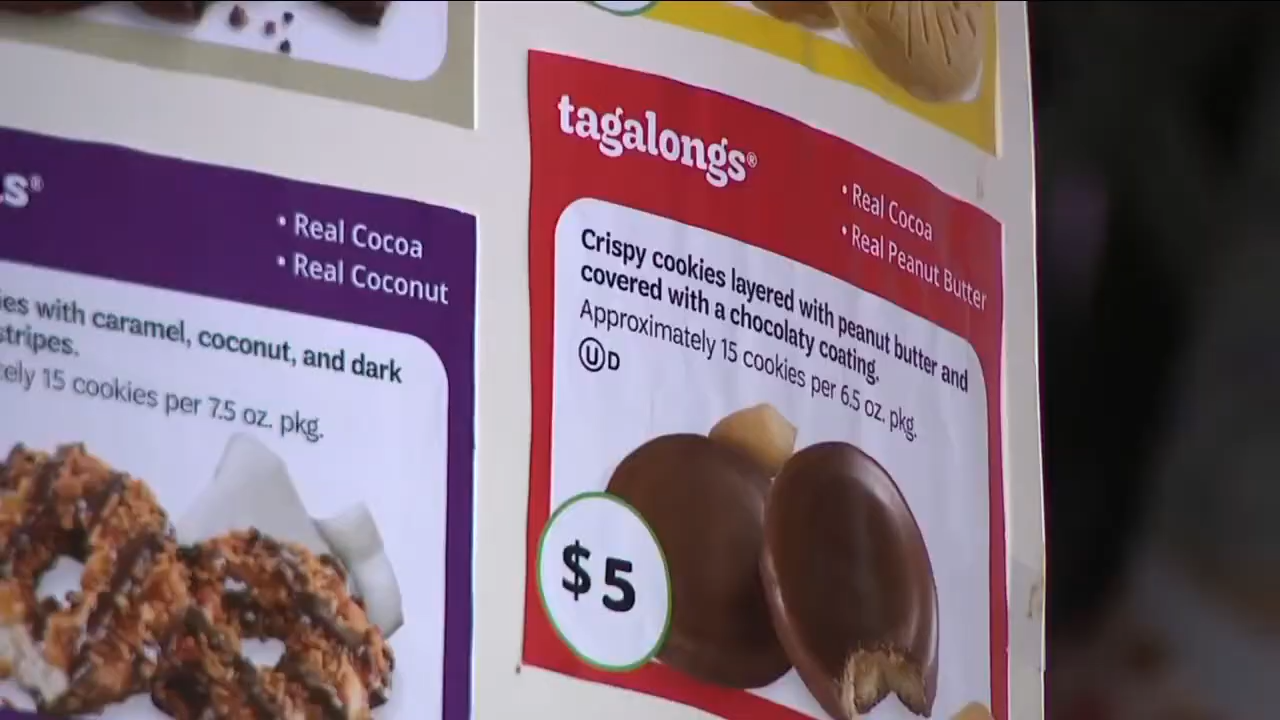 s®
• Real Cocoa
• Real Coconut
ies with caramel, coconut, and dark
stripes.
ely 15 cookies per 7.5 oz. pkg.
tagalongs®
• Real Cocoa
• Real Peanut Butter
Crispy cookies layered with peanut butter and
covered with a chocolaty coating.
Approximately 15 cookies per 6.5 oz. pkg.
Ⓤ D
$5